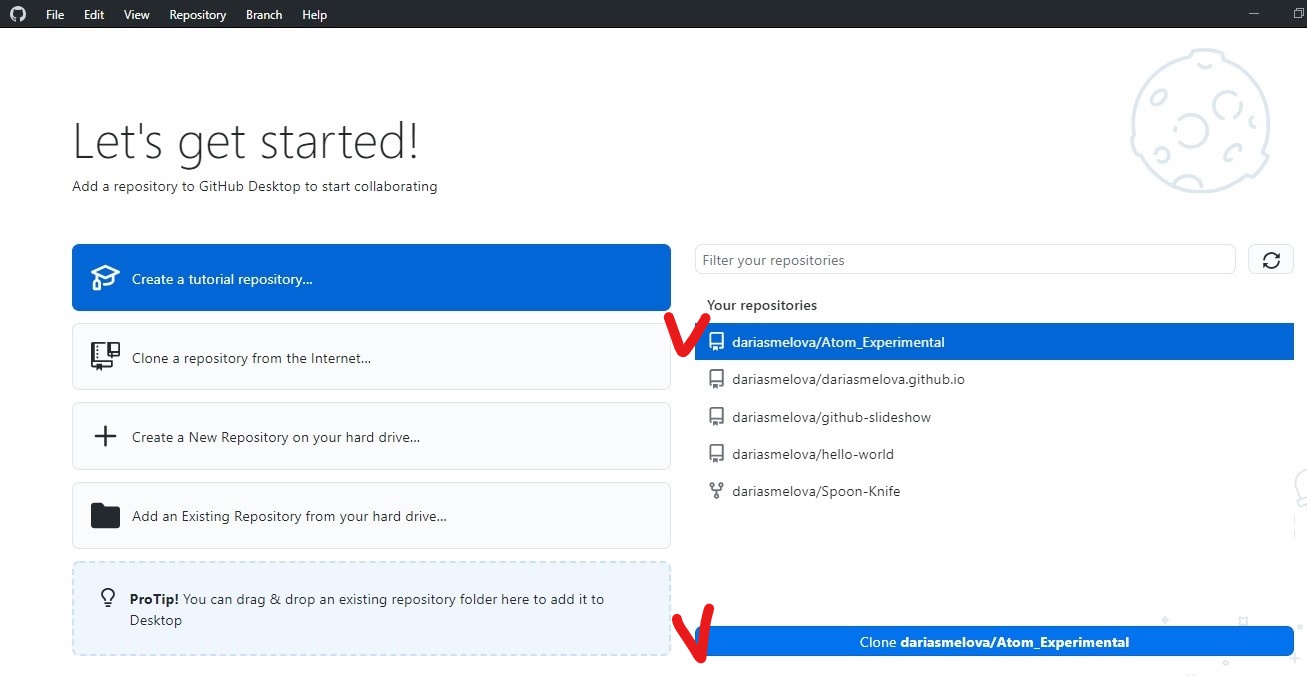 File Edit View Repository Branch Help
Let's get started!
Add a repository to GitHub Desktop to start collaborating
Create a tutorial repository...
Clone a repository from the Internet...
Create a New Repository on your hard drive...
Add an Existing Repository from your hard drive...
ProTip! You can drag & drop an existing repository folder here to add it to
Desktop
Filter your repositories
Your repositories
dariasmelova/Atom_Experimental
dariasmelova/dariasmelova.github.io
dariasmelova/github-slideshow
dariasmelova/hello-world
dariasmelova/Spoon-Knife
Clone dariasmelova/Atom_Experimental